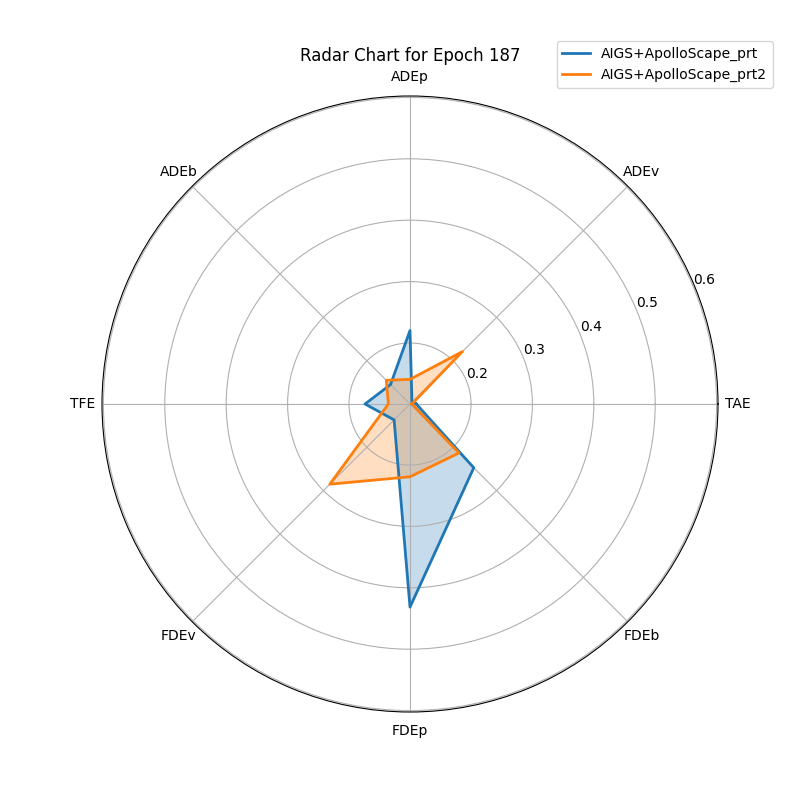 Radar Chart for Epoch 187
AIGS+ApolloScape_prt
AIGS+ApolloScape_prt2
ADEp
ADEb
ADEv
0.6
0.5
0.4
0.3
0.2
TFE
TAE
FDEv
FDEb
FDEp